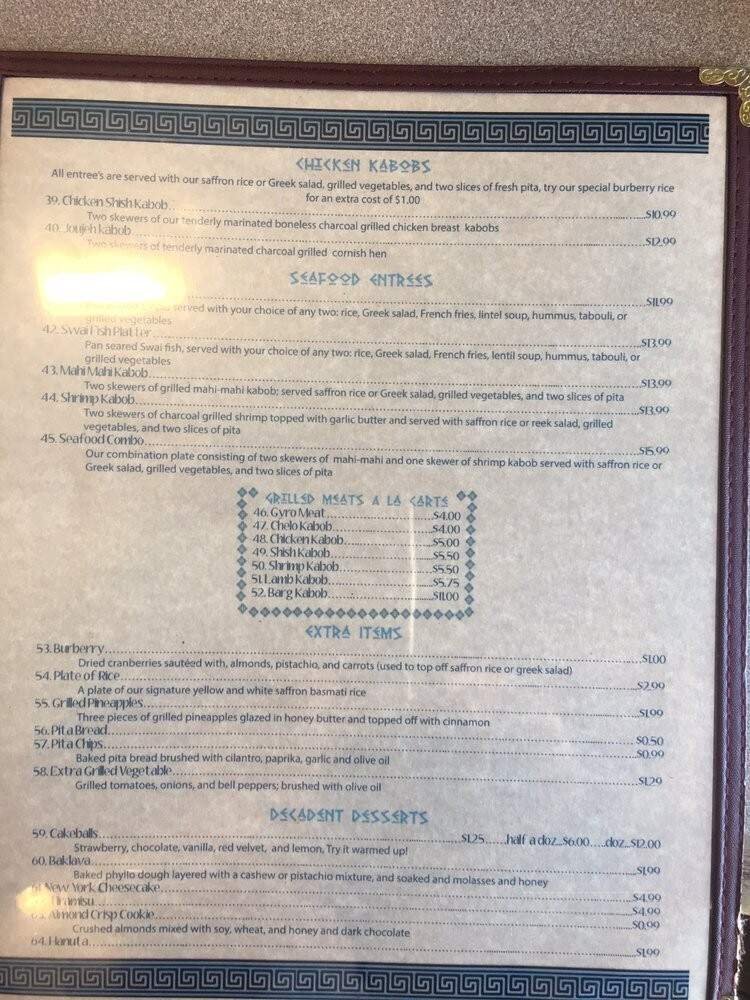 CHICKEN KABOBS
All entree's are served with our saffron rice or Greek salad, grilled vegetables, and two slices of fresh pita, try our special burberry rice
for an extra cost of $1.00
39. Chicken Shish Kabob..........$10.99
Two skewers of our tenderly marinated boneless charcoal grilled chicken breast kabobs
40. Joujeh kabob..........$12.99
Two skewers of tenderly marinated charcoal grilled cornish hen
SEAFOOD ENTREES
$11.99
served with your choice of any two: rice, Greek salad, French fries, lintel soup, hummus, tabouli, or
grilled vegetables
42. Swai Fish Platter..........$13.99
Pan seared Swai fish, served with your choice of any two: rice, Greek salad, French fries, lentil soup, hummus, tabouli, or
grilled vegetables
43. Mahi Mahi Kabob..........$13.99
Two skewers of grilled mahi-mahi kabob; served saffron rice or Greek salad, grilled vegetables, and two slices of pita
44. Shrimp Kabob..........$13.99
Two skewers of charcoal grilled shrimp topped with garlic butter and served with saffron rice or reek salad, grilled
vegetables, and two slices of pita
45. Seafood Combo..........$15.99
Our combination plate consisting of two skewers of mahi-mahi and one skewer of shrimp kabob served with saffron rice or
Greek salad, grilled vegetables, and two slices of pita
GRILLED MEATS A LA CARTE
46. Gyro Meat..........$4.00
47. Chelo Kabob..........$4.00
48. Chicken Kabob..........$5.00
49. Shish Kabob..........$5.50
50. Shrimp Kabob..........$5.50
51. Lamb Kabob..........$5.75
52. Barg Kabob..........$11.00
EXTRA ITEMS
53. Burberry..........$1.00
Dried cranberries sautéed with, almonds, pistachio, and carrots (used to top off saffron rice or greek salad)
54. Plate of Rice..........$2.99
A plate of our signature yellow and white saffron basmati rice
55. Grilled Pineapples..........$1.99
Three pieces of grilled pineapples glazed in honey butter and topped off with cinnamon
56. Pita Bread..........$0.50
57. Pita Chips..........$0.99
Baked pita bread brushed with cilantro, paprika, garlic and olive oil
58. Extra Grilled Vegetable..........$1.29
Grilled tomatoes, onions, and bell peppers; brushed with olive oil
DECADENT DESSERTS
59. Cakeballs..........$1.25.....half a doz...$6.00....doz...$12.00
Strawberry, chocolate, vanilla, red velvet, and lemon, Try it warmed up!
60. Baklava..........$1.99
Baked phyllo dough layered with a cashew or pistachio mixture, and soaked and molasses and honey
61. New York Cheesecake..........$4.99
Tiramisu..........$4.99
63. Almond Crisp Cookie..........$0.99
Crushed almonds mixed with soy, wheat, and honey and dark chocolate
64. Hanuta..........$1.99